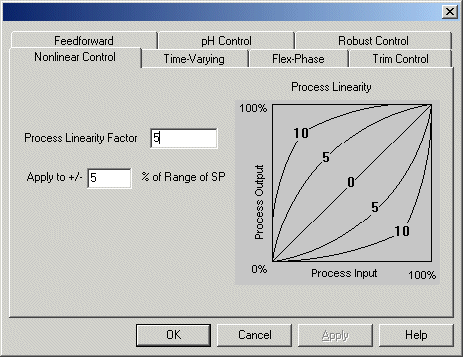 Feedforward pH Control Robust Control
Nonlinear Control Time-Varying Flex-Phase Trim Control
Process Linearity
100%
10
Process Linearity Factor 5
5
Apply to +/- 5 % of Range of SP
0
Process Output
5
10
0%
Process Input 100%
OK Cancel Apply Help